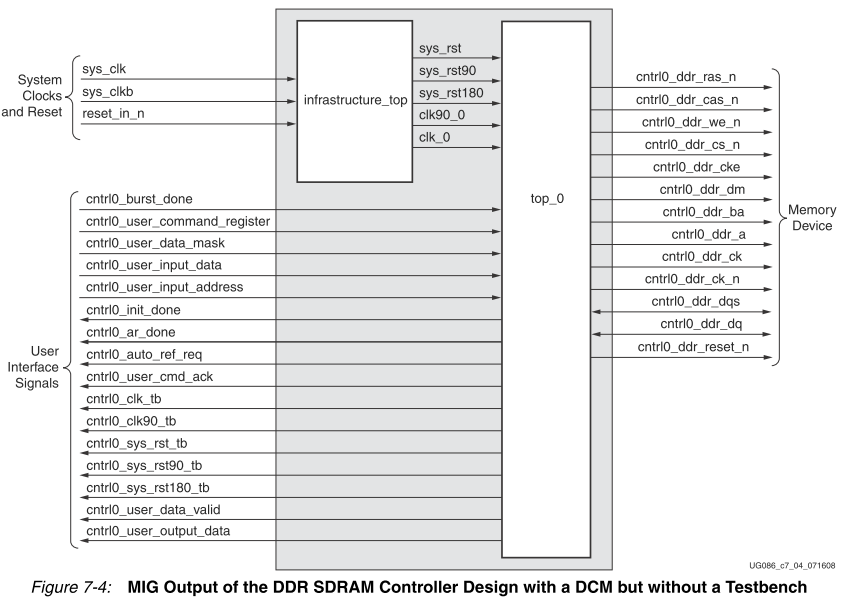 sys_clk
sys_clkb
reset_in_n
System
Clocks
and Reset
infrastructure_top
sys_rst
sys_rst90
sys_rst180
clk90_0
clk_0
top_0
cntrl0_ddr_ras_n
cntrl0_ddr_cas_n
cntrl0_ddr_we_n
cntrl0_ddr_cs_n
cntrl0_ddr_cke
cntrl0_ddr_dm
cntrl0_ddr_ba
cntrl0_ddr_a
cntrl0_ddr_ck
cntrl0_ddr_ck_n
cntrl0_ddr_dqs
cntrl0_ddr_dq
cntrl0_ddr_reset_n
Memory
Device
cntrl0_burst_done
cntrl0_user_command_register
cntrl0_user_data_mask
cntrl0_user_input_data
cntrl0_user_input_address
cntrl0_init_done
cntrl0_ar_done
cntrl0_auto_ref_req
cntrl0_user_cmd_ack
cntrl0_clk_tb
cntrl0_clk90_tb
cntrl0_sys_rst_tb
cntrl0_sys_rst90_tb
cntrl0_sys_rst180_tb
cntrl0_user_data_valid
cntrl0_user_output_data
User
Interface
Signals
UG086_c7_04_071608
Figure 7-4: MIG Output of the DDR SDRAM Controller Design with a DCM but without a Testbench